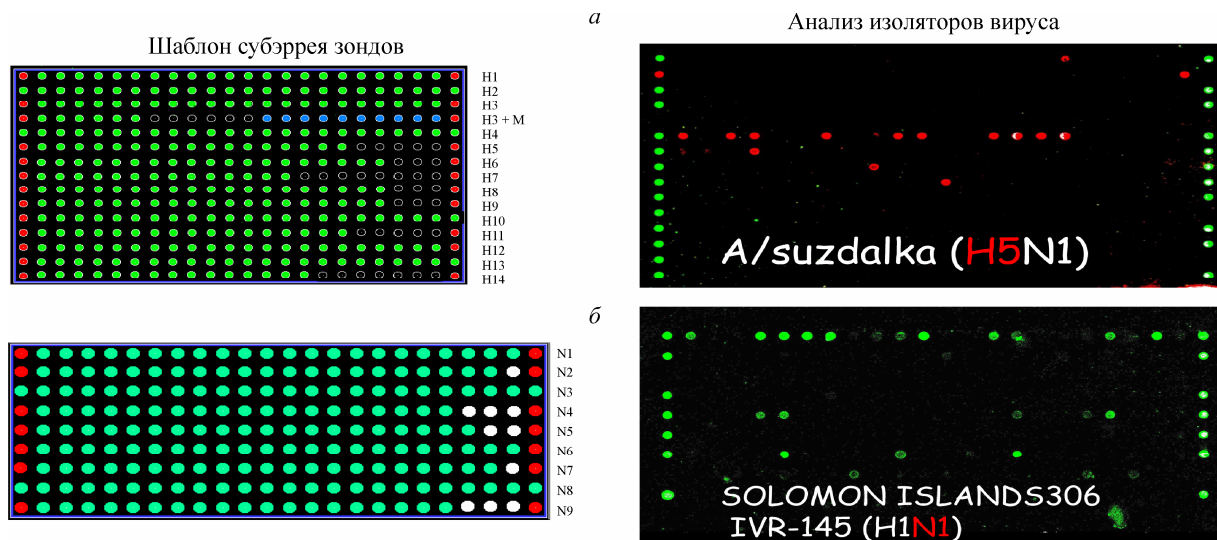 а
Шаблон субэррея зондов
Анализ изоляторов вируса
H1
H2
H3
H3 + M
H4
H5
H6
H7
H8
H9
H10
H11
H12
H13
H14
A/suzdalka (H5N1)
б
N1
N2
N3
N4
N5
N6
N7
N8
N9
SOLOMON ISLANDS306
IVR-145 (H1N1)